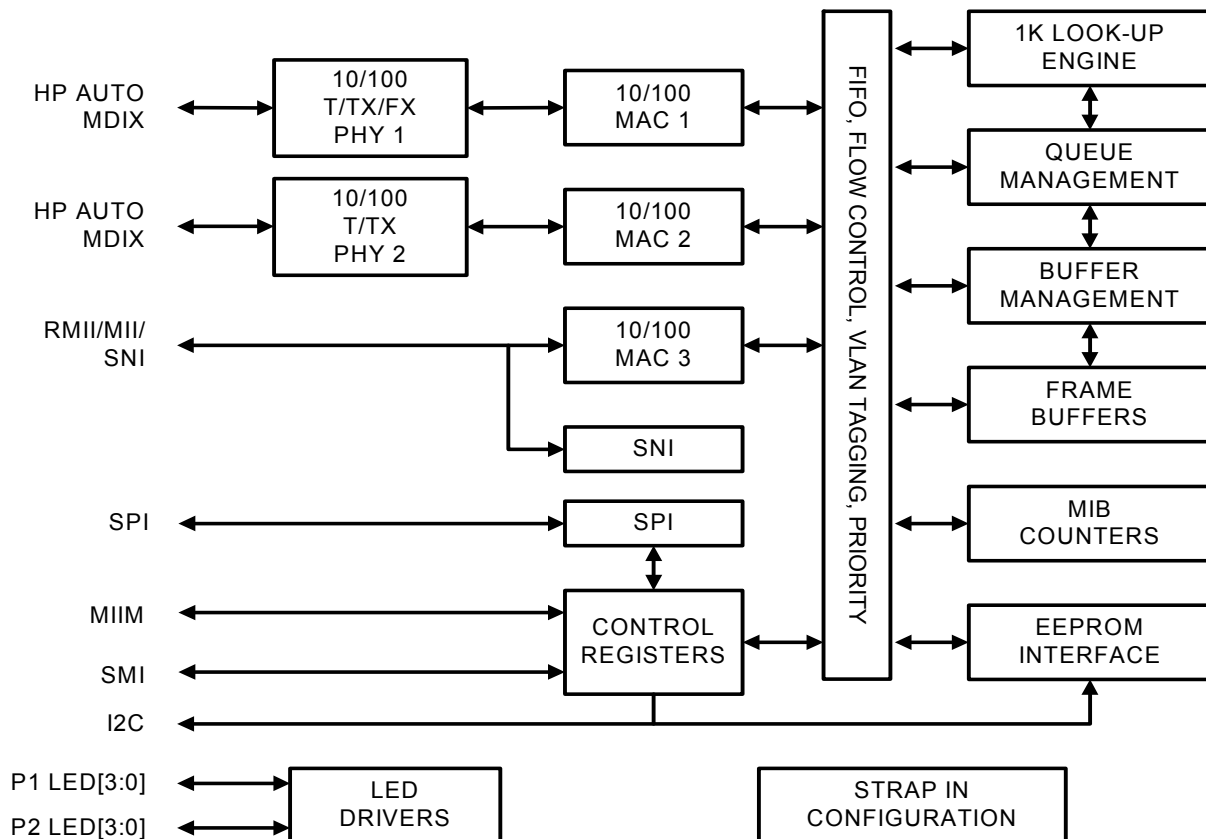 HP AUTO
MDIX
10/100
T/TX/FX
PHY 1
10/100
MAC 1
FIFO, FLOW CONTROL, VLAN TAGGING, PRIORITY
1K LOOK-UP
ENGINE
HP AUTO
MDIX
10/100
T/TX
PHY 2
10/100
MAC 2
QUEUE
MANAGEMENT
RMII/MII/
SNI
10/100
MAC 3
BUFFER
MANAGEMENT
FRAME
BUFFERS
SNI
SPI
SPI
MIB
COUNTERS
MIIM
SMI
CONTROL
REGISTERS
EEPROM
INTERFACE
I2C
P1 LED[3:0]
P2 LED[3:0]
LED
DRIVERS
STRAP IN
CONFIGURATION